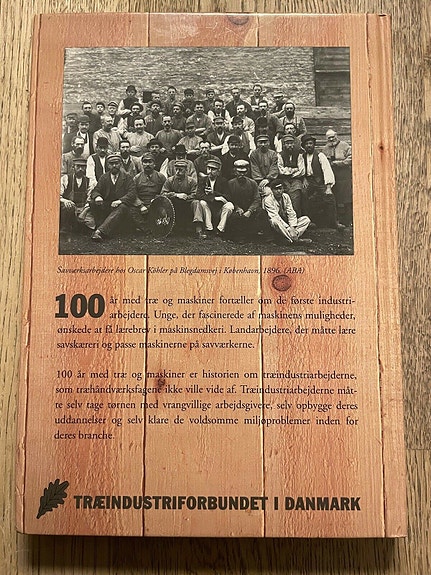 Savværksarbejdere hos Oscar Köhler på Blegdamsvej i København, 1896. (ABA)
100 år med træ og maskiner fortæller om de første industri-
arbejdere. Unge, der fascineret af maskinens muligheder,
ønskede at få lærebrev i maskinsnedkeri. Landarbejdere, der måtte lære
savskæreri og passe maskinerne på savværkerne.
100 år med træ og maskiner er historien om træindustriarbejderne,
som træhåndværksfagene ikke ville vide af. Træindustriarbejderne måt-
te selv tage tørnen med vrangvillige arbejdsgivere, selv opbygge deres
uddannelser og selv klare de voldsomme miljøproblemer inden for
deres branche.
TRÆINDUSTRIFORBUNDET I DANMARK